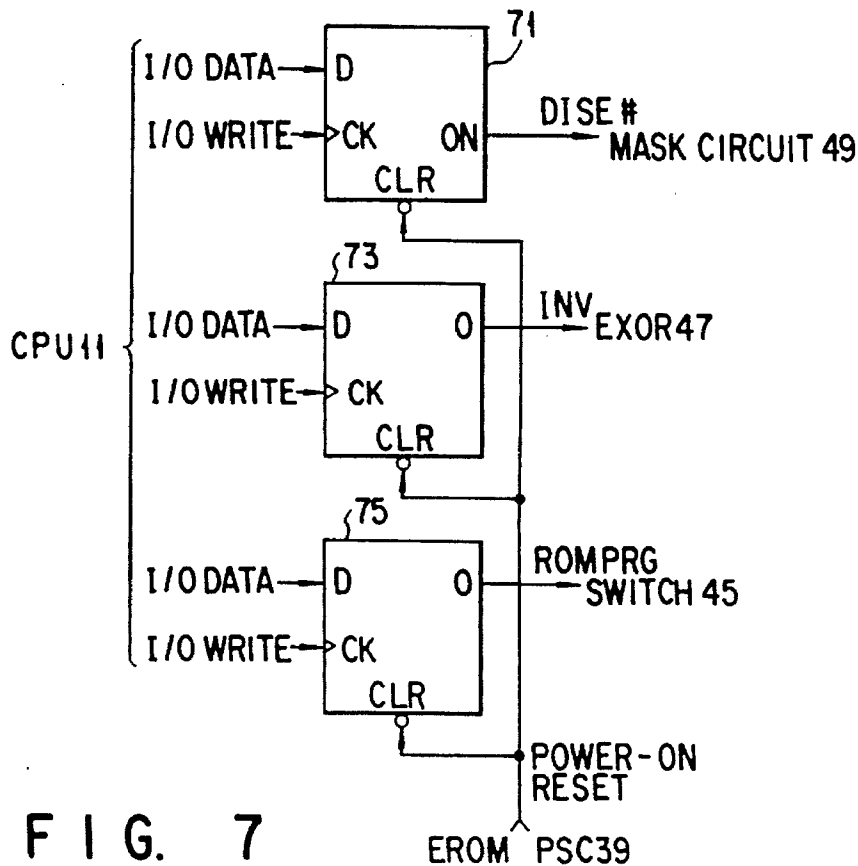 71
I/O DATA D
I/O WRITE CK ON
DISE #
MASK CIRCUIT 49
CLR
73
I/O DATA D O
INV
EXOR47
CPU11
I/O WRITE CK
CLR
75
I/O DATA D O
ROMPRG
SWITCH 45
I/O WRITE CK
CLR
POWER-ON
RESET
FIG. 7
EROM PSC39